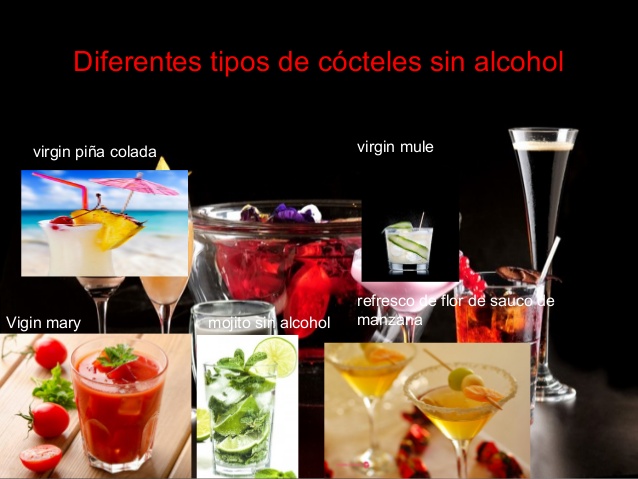 Diferentes tipos de cócteles sin alcohol
virgin piña colada
virgin mule
refresco de flor de sauco de
manzana
Vigin mary
mojito sin alcohol